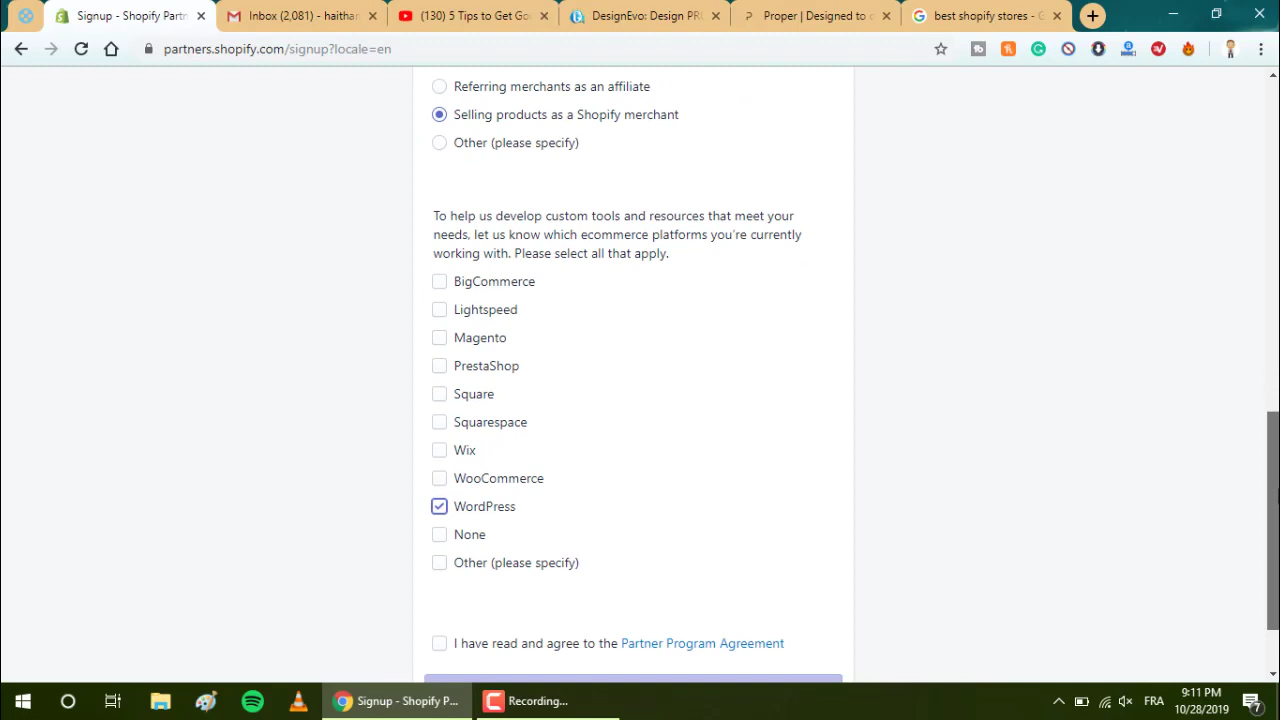 Signup - Shopify Partn
Inbox (2,081) - haithan
(130) 5 Tips to Get Go
DesignEvo: Design PR
Proper | Designed to c
best shopify stores - G
partners.shopify.com/signup?locale=en
Referring merchants as an affiliate
Selling products as a Shopify merchant
Other (please specify)
To help us develop custom tools and resources that meet your
needs, let us know which ecommerce platforms you're currently
working with. Please select all that apply.
BigCommerce
Lightspeed
Magento
PrestaShop
Square
Squarespace
Wix
WooCommerce
WordPress
None
Other (please specify)
I have read and agree to the Partner Program Agreement
Signup - Shopify P...
Recording...
FRA
9:11 PM
10/28/2019
7